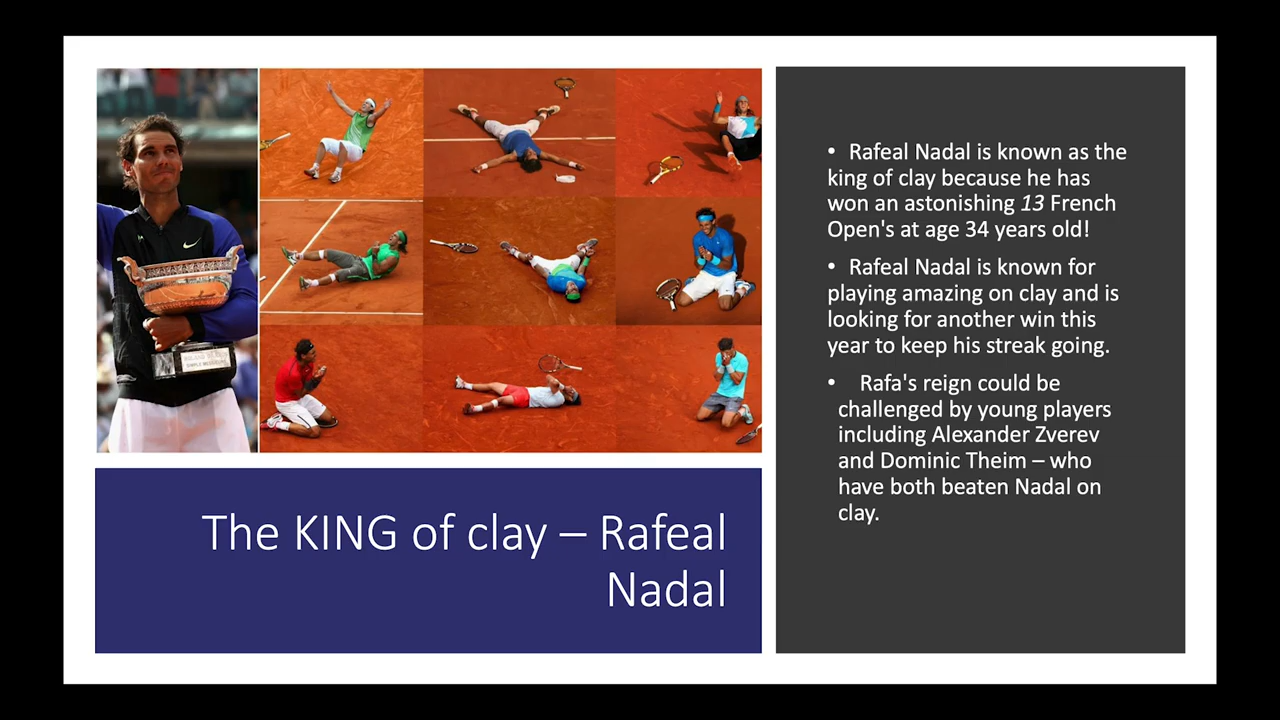 The KING of clay – Rafeal
Nadal
• Rafeal Nadal is known as the
king of clay because he has
won an astonishing 13 French
Open's at age 34 years old!
• Rafeal Nadal is known for
playing amazing on clay and is
looking for another win this
year to keep his streak going.
• Rafa's reign could be
challenged by young players
including Alexander Zverev
and Dominic Theim – who
have both beaten Nadal on
clay.